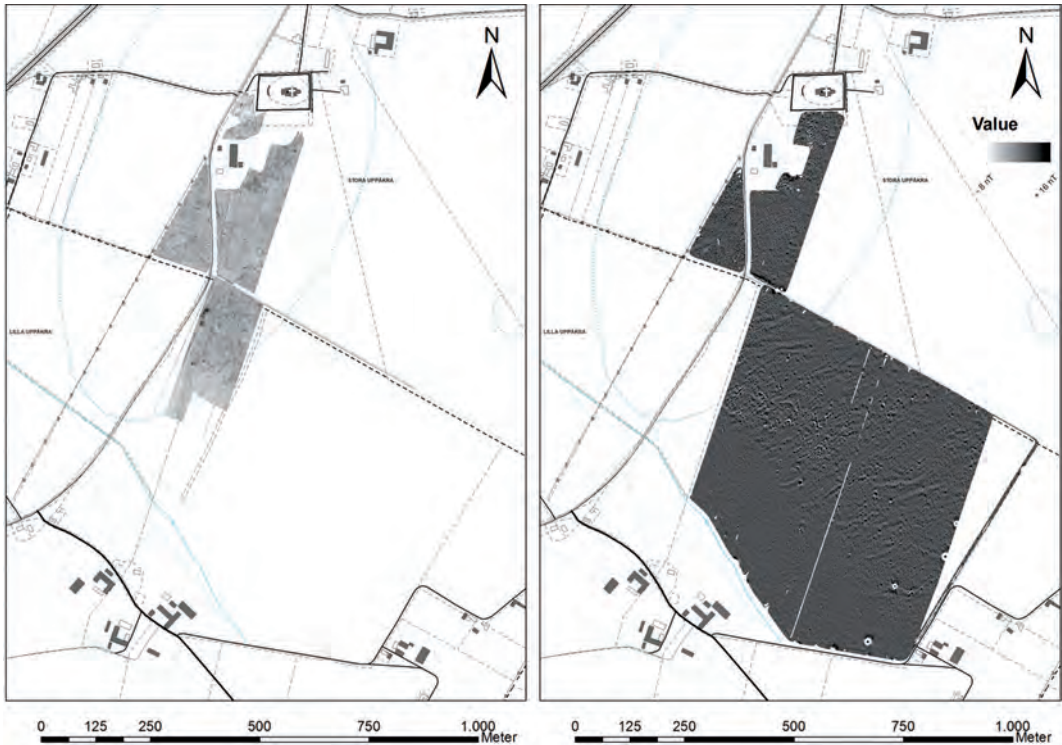 N
STORA UPPÅKRA
LILLA UPPÅKRA
0 125 250 500 750 1.000
Meter
N
Value
- 8 nT
+ 16 nT
STORA UPPÅKRA
LILLA UPPÅKRA
0 125 250 500 750 1.000
Meter